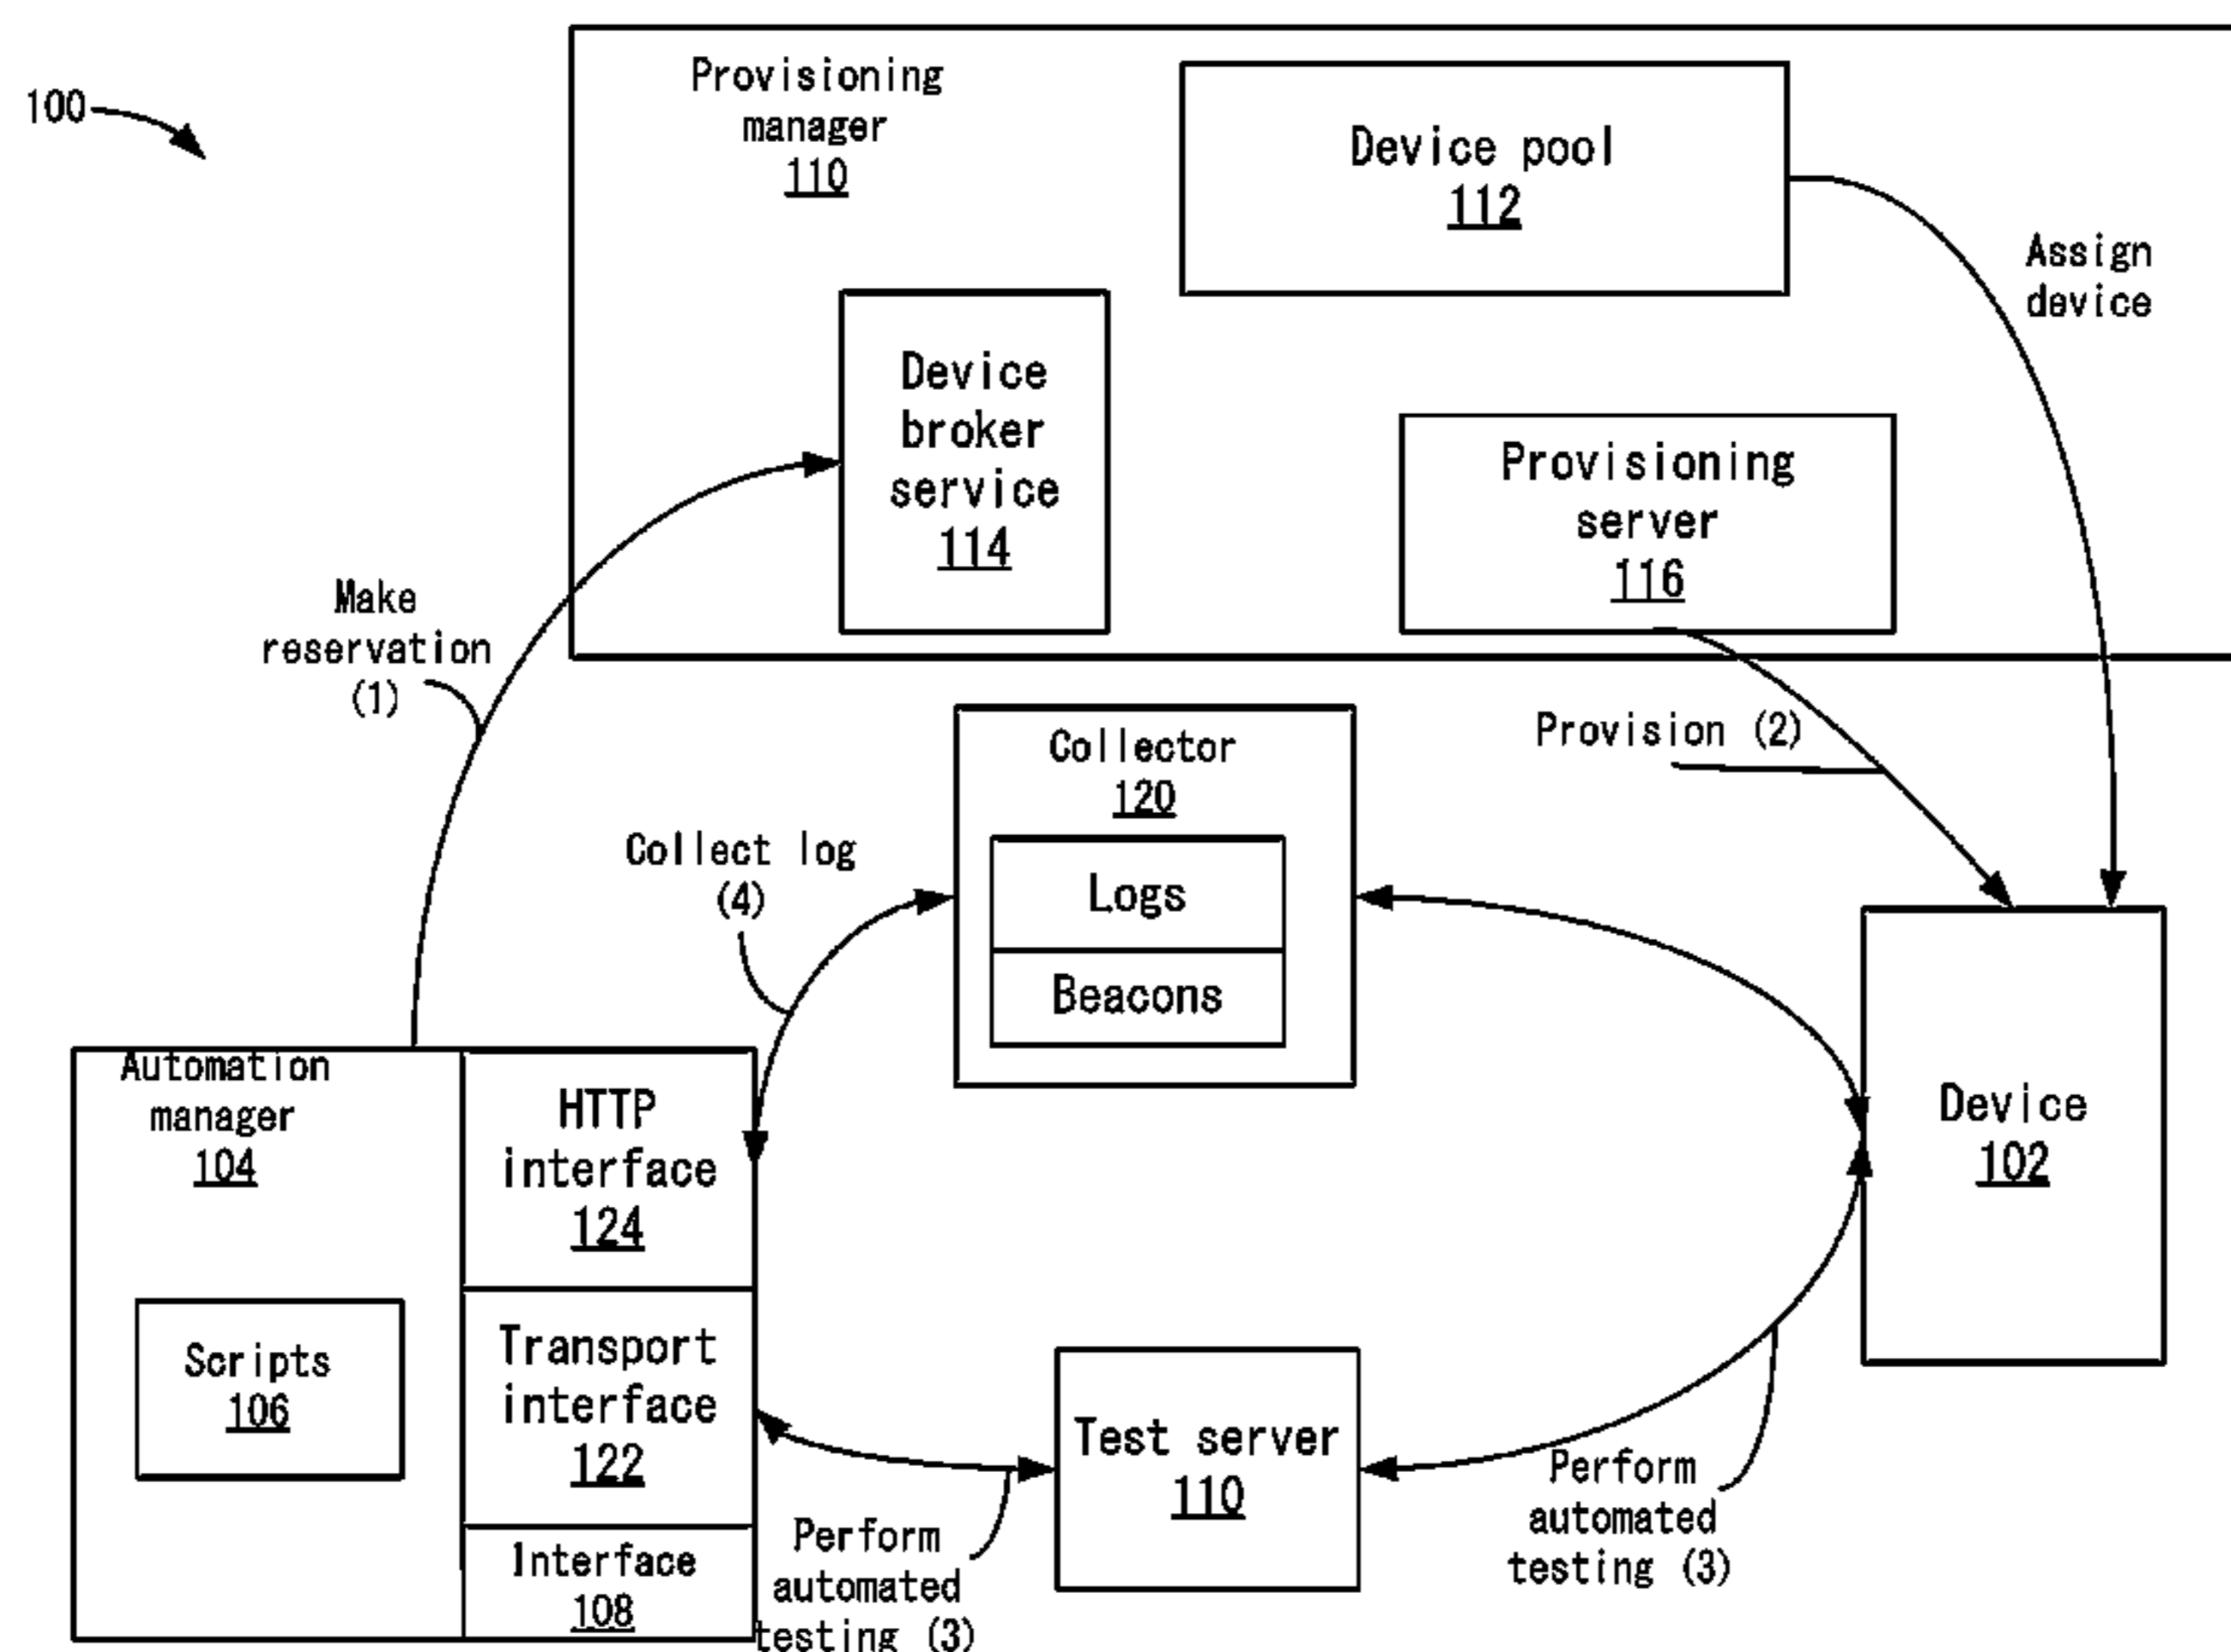 100
Provisioning
manager
110
Device pool
112
Assign
device
Device
broker
service
114
Provisioning
server
116
Make
reservation
(1)
Provision (2)
Collector
120
Logs
Beacons
Collect log
(4)
Automation
manager
104
HTTP
interface
124
Device
102
Scripts
106
Transport
interface
122
Test server
110
Interface
108
Perform
automated
testing (3)
Perform
automated
testing (3)